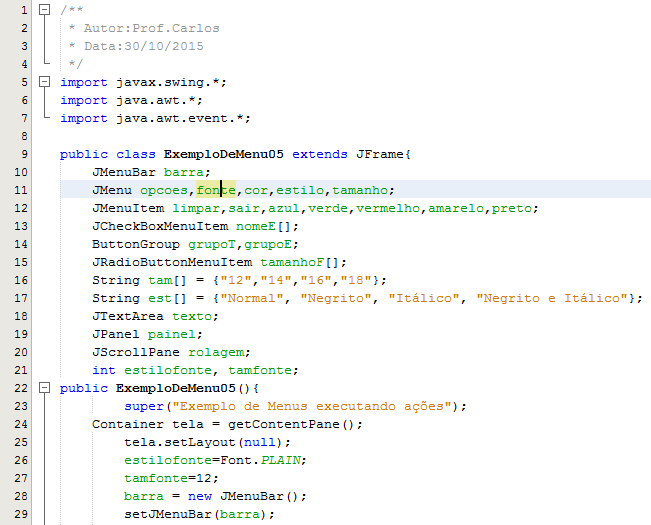 1 /**
2 * Autor:Prof.Carlos
3 * Data:30/10/2015
4 */
5 import javax.swing.*;
6 import java.awt.*;
7 import java.awt.event.*;
8
9 public class ExemploDeMenu05 extends JFrame{
10 JMenuBar barra;
11 JMenu opcoes,fonte,cor,estilo,tamanho;
12 JMenuItem limpar,sair,azul,verde,vermelho,amarelo,preto;
13 JCheckBoxMenuItem nomeE[];
14 ButtonGroup grupoT,grupoE;
15 JRadioButtonMenuItem tamanhoF[];
16 String tam[] = {"12","14","16","18"};
17 String est[] = {"Normal", "Negrito", "Itálico", "Negrito e Itálico"};
18 JTextArea texto;
19 JPanel painel;
20 JScrollPane rolagem;
21 int estilofonte, tamfonte;
22 public ExemploDeMenu05(){
23 super("Exemplo de Menus executando ações");
24 Container tela = getContentPane();
25 tela.setLayout(null);
26 estilofonte=Font.PLAIN;
27 tamfonte=12;
28 barra = new JMenuBar();
29 setJMenuBar(barra);